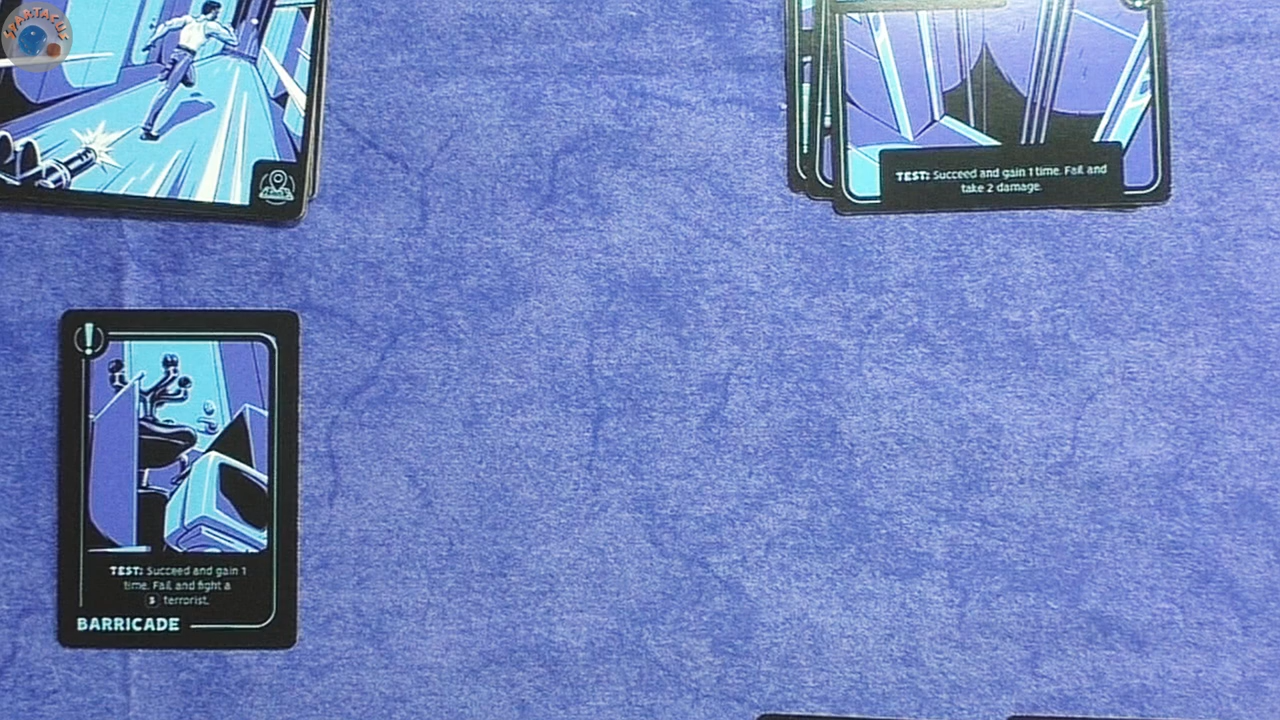 SPARTACUS
TEST: Succeed and gain 1 time. Fail and
take 2 damage.
TEST: Succeed and gain 1
time. Fail and fight a
3 terrorist.
BARRICADE